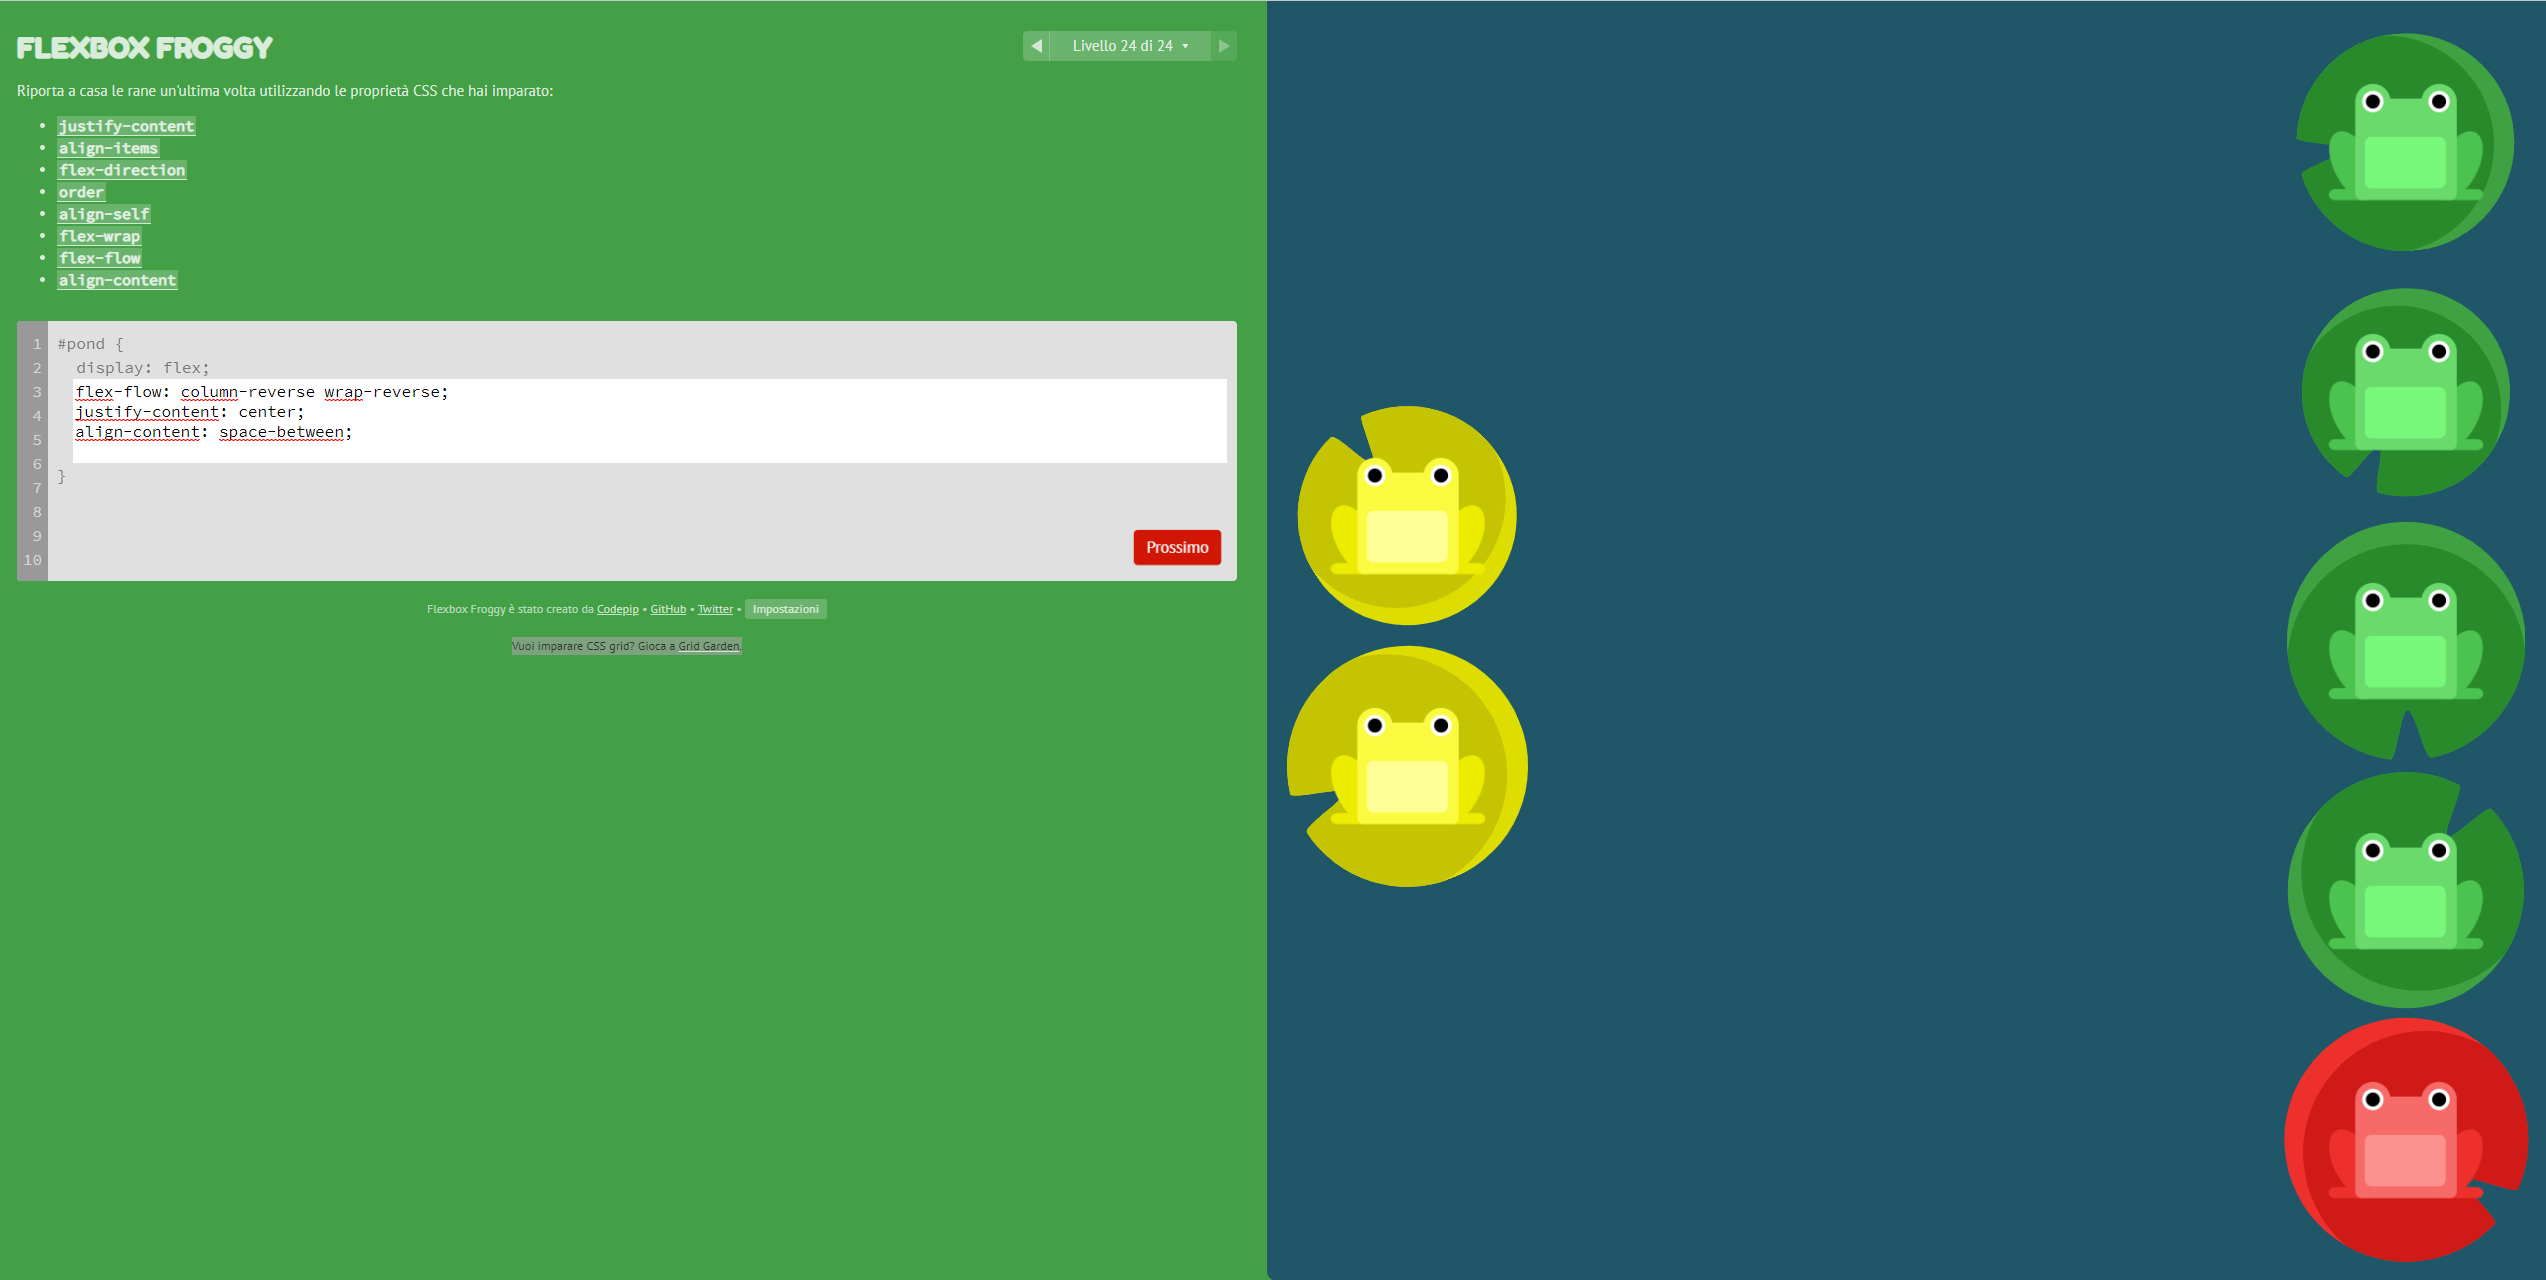 FLEXBOX FROGGY
Livello 24 di 24
Riporta a casa le rane un'ultima volta utilizzando le proprietà CSS che hai imparato:
• justify-content
• align-items
• flex-direction
• order
• align-self
• flex-wrap
• flex-flow
• align-content
1 #pond {
2 display: flex;
3 flex-flow: column-reverse wrap-reverse;
4 justify-content: center;
5 align-content: space-between;
6
7 }
8
9
10
Prossimo
Flexbox Froggy è stato creato da Codepip • GitHub • Twitter • Impostazioni
Vuoi imparare CSS grid? Gioca a Grid Garden.